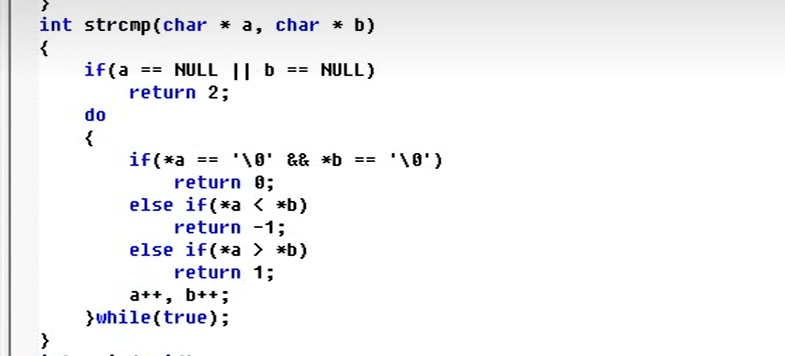 }
int strcmp(char * a, char * b)
{
    if(a == NULL || b == NULL)
        return 2;
    do
    {
        if(*a == '\0' && *b == '\0')
            return 0;
        else if(*a < *b)
            return -1;
        else if(*a > *b)
            return 1;
        a++, b++;
    }while(true);
}